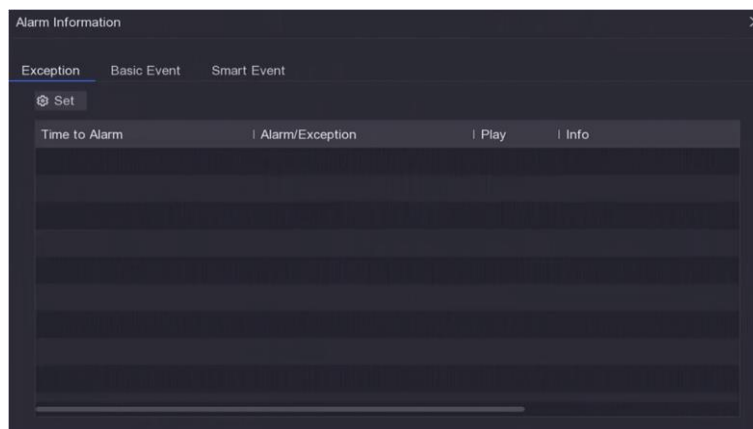 Alarm Information
Exception Basic Event Smart Event
Set
Time to Alarm Alarm/Exception Play Info